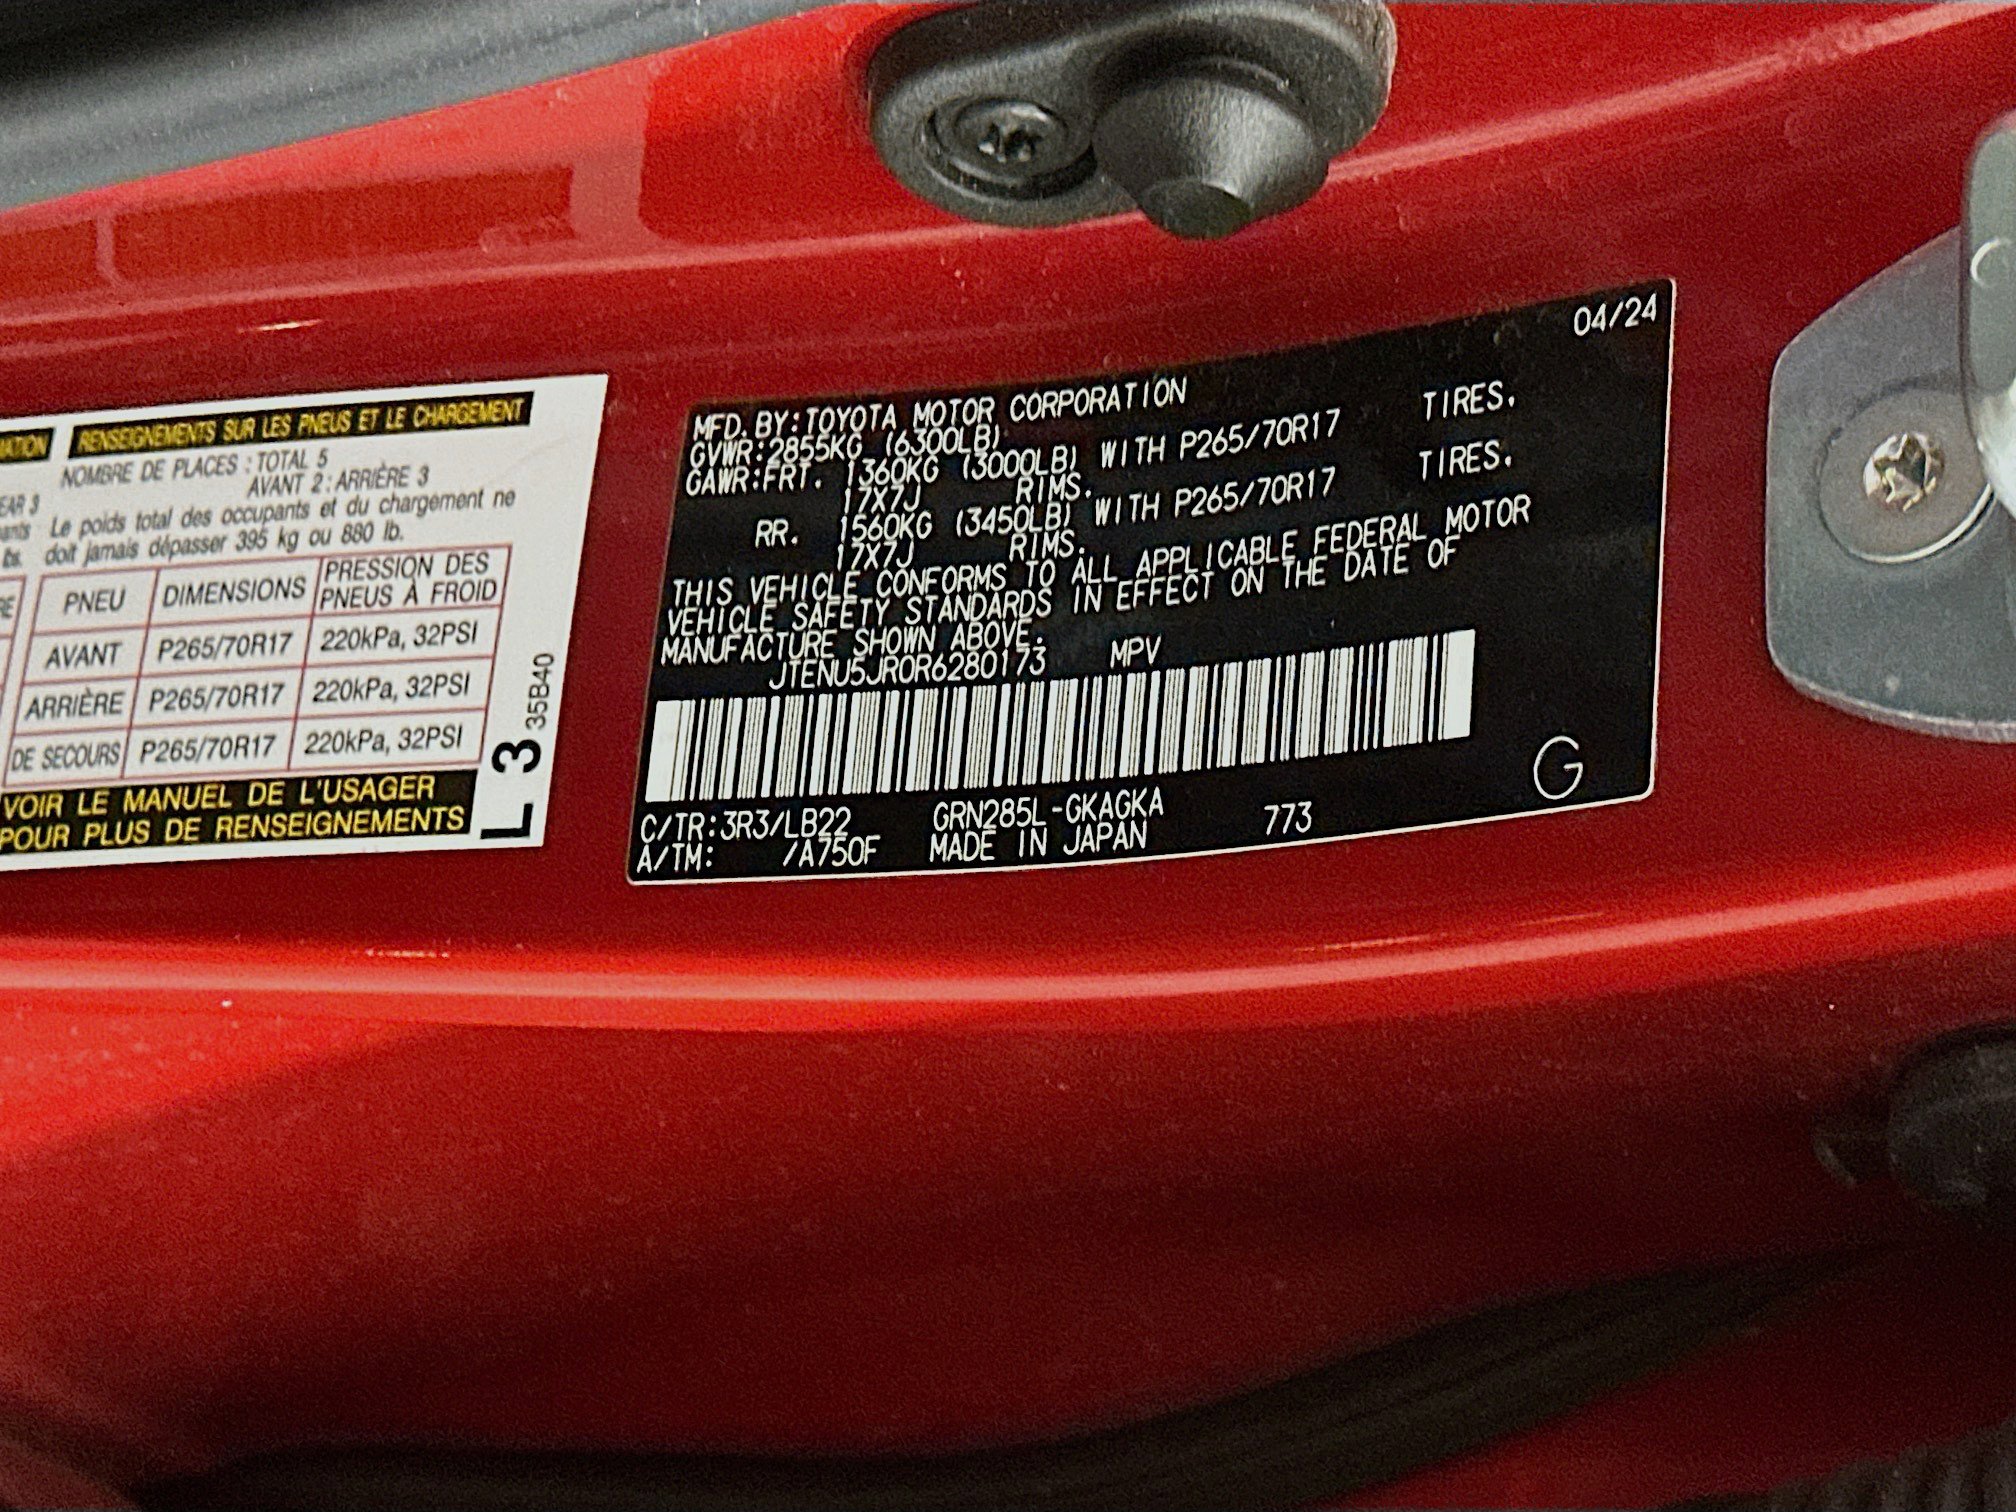 RENSEIGNEMENTS SUR LES PNEUS ET LE CHARGEMENT
NOMBRE DE PLACES : TOTAL 5
AVANT 2 : ARRIÈRE 3
EAR 3
Le poids total des occupants et du chargement ne
lbs. doit jamais dépasser 395 kg ou 880 lb.
PNEU DIMENSIONS PRESSION DES PNEUS À FROID
AVANT P265/70R17 220kPa, 32PSI
ARRIÈRE P265/70R17 220kPa, 32PSI
DE SECOURS P265/70R17 220kPa, 32PSI
VOIR LE MANUEL DE L'USAGER
POUR PLUS DE RENSEIGNEMENTS
L 3 35B40
04/24
MFD. BY: TOYOTA MOTOR CORPORATION
GVWR: 2855KG (6300LB)
GAWR: FRT. 1360KG (3000LB) WITH P265/70R17 TIRES.
17X7J RIMS.
RR. 1560KG (3450LB) WITH P265/70R17 TIRES.
17X7J RIMS.
THIS VEHICLE CONFORMS TO ALL APPLICABLE FEDERAL MOTOR
VEHICLE SAFETY STANDARDS IN EFFECT ON THE DATE OF
MANUFACTURE SHOWN ABOVE.
JTENU5JR0R6280173 MPV
G
C/TR: 3R3/LB22 GRN285L-GKAGKA 773
A/TM: /A750F MADE IN JAPAN